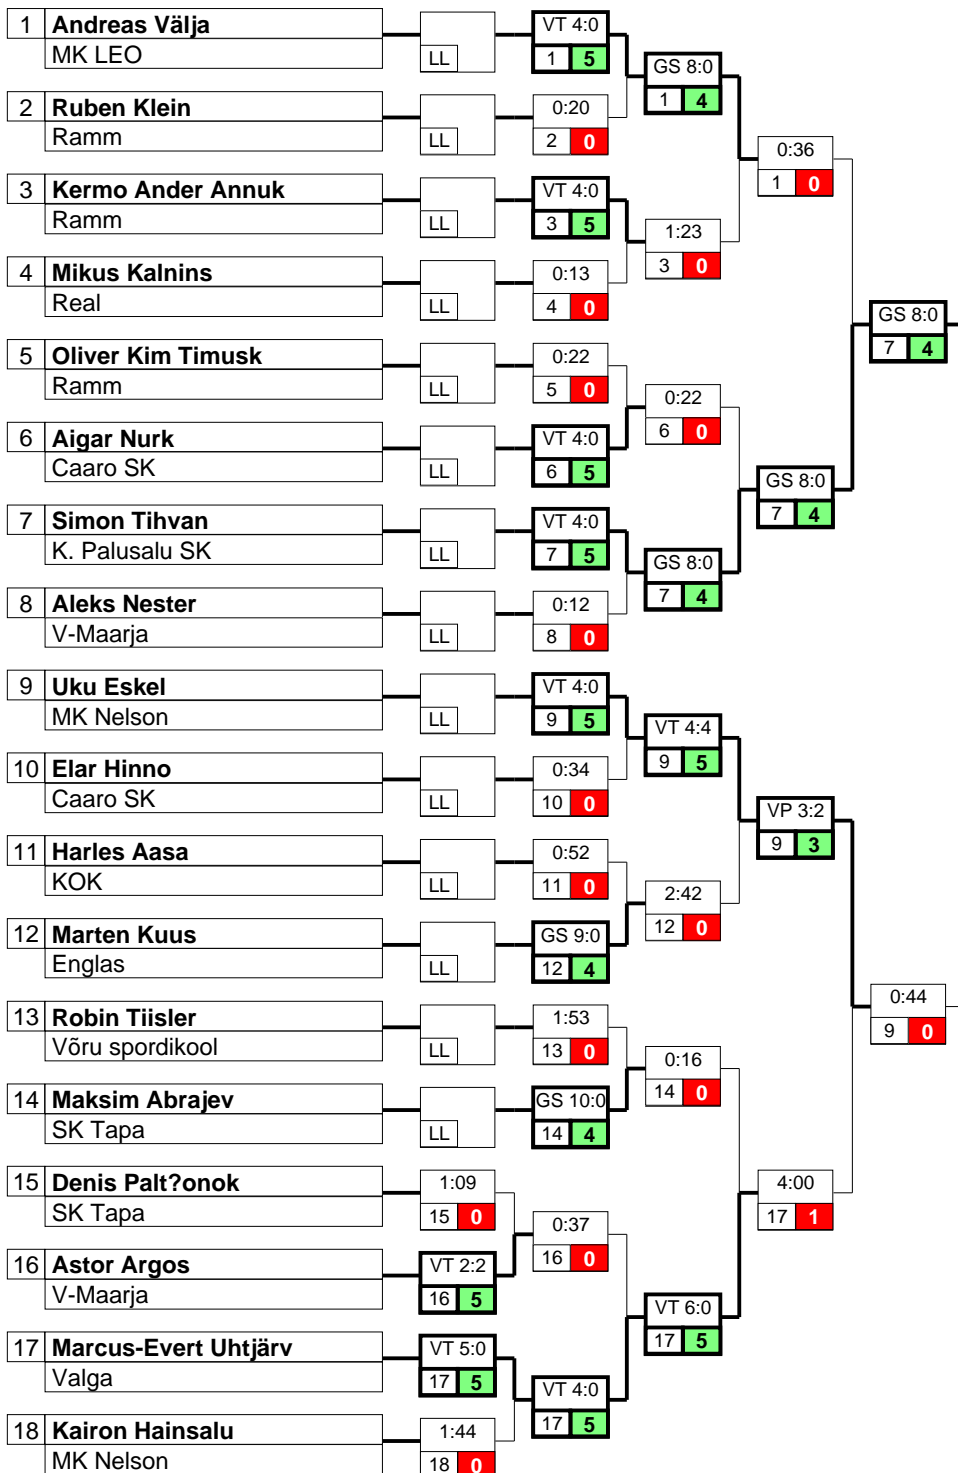 1 Andreas Välja
MK LEO
LL
VT 4:0
1 5
GS 8:0
1 4
2 Ruben Klein
Ramm
LL
0:20
2 0
0:36
1 0
3 Kermo Ander Annuk
Ramm
LL
VT 4:0
3 5
1:23
3 0
4 Mikus Kalnins
Real
LL
0:13
4 0
GS 8:0
7 4
5 Oliver Kim Timusk
Ramm
LL
0:22
5 0
0:22
6 0
6 Aigar Nurk
Caaro SK
LL
VT 4:0
6 5
GS 8:0
7 4
7 Simon Tihvan
K. Palusalu SK
LL
VT 4:0
7 5
GS 8:0
7 4
8 Aleks Nester
V-Maarja
LL
0:12
8 0
9 Uku Eskel
MK Nelson
LL
VT 4:0
9 5
VT 4:4
9 5
10 Elar Hinno
Caaro SK
LL
0:34
10 0
VP 3:2
9 3
11 Harles Aasa
KOK
LL
0:52
11 0
2:42
12 0
12 Marten Kuus
Englas
LL
GS 9:0
12 4
0:44
9 0
13 Robin Tiisler
Võru spordikool
LL
1:53
13 0
0:16
14 0
14 Maksim Abrajev
SK Tapa
LL
GS 10:0
14 4
15 Denis Palt?onok
SK Tapa
1:09
15 0
0:37
16 0
4:00
17 1
16 Astor Argos
V-Maarja
VT 2:2
16 5
VT 6:0
17 5
17 Marcus-Evert Uhtjärv
Valga
VT 5:0
17 5
VT 4:0
17 5
18 Kairon Hainsalu
MK Nelson
1:44
18 0